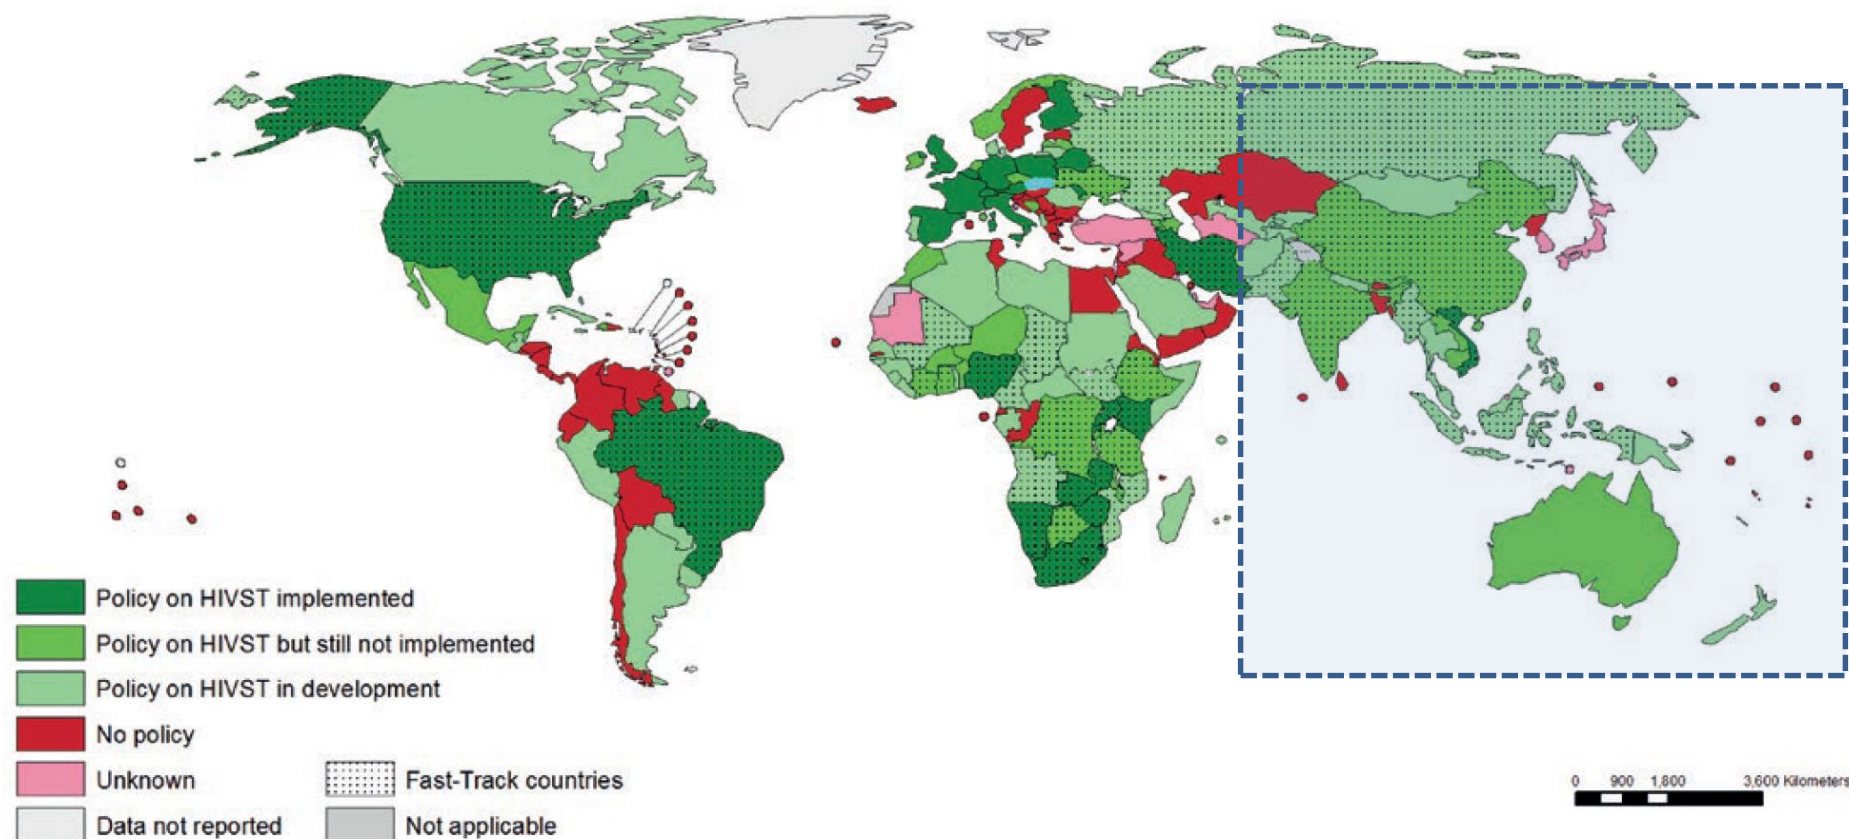 Policy on HIVST implemented
Policy on HIVST but still not implemented
Policy on HIVST in development
No policy
Unknown
Fast-Track countries
Data not reported
Not applicable
0 900 1,800 3,600 Kilometers